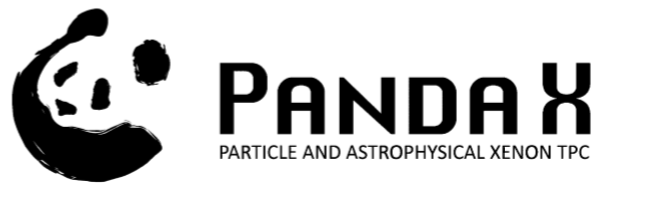 PANDA X
PARTICLE AND ASTROPHYSICAL XENON TPC